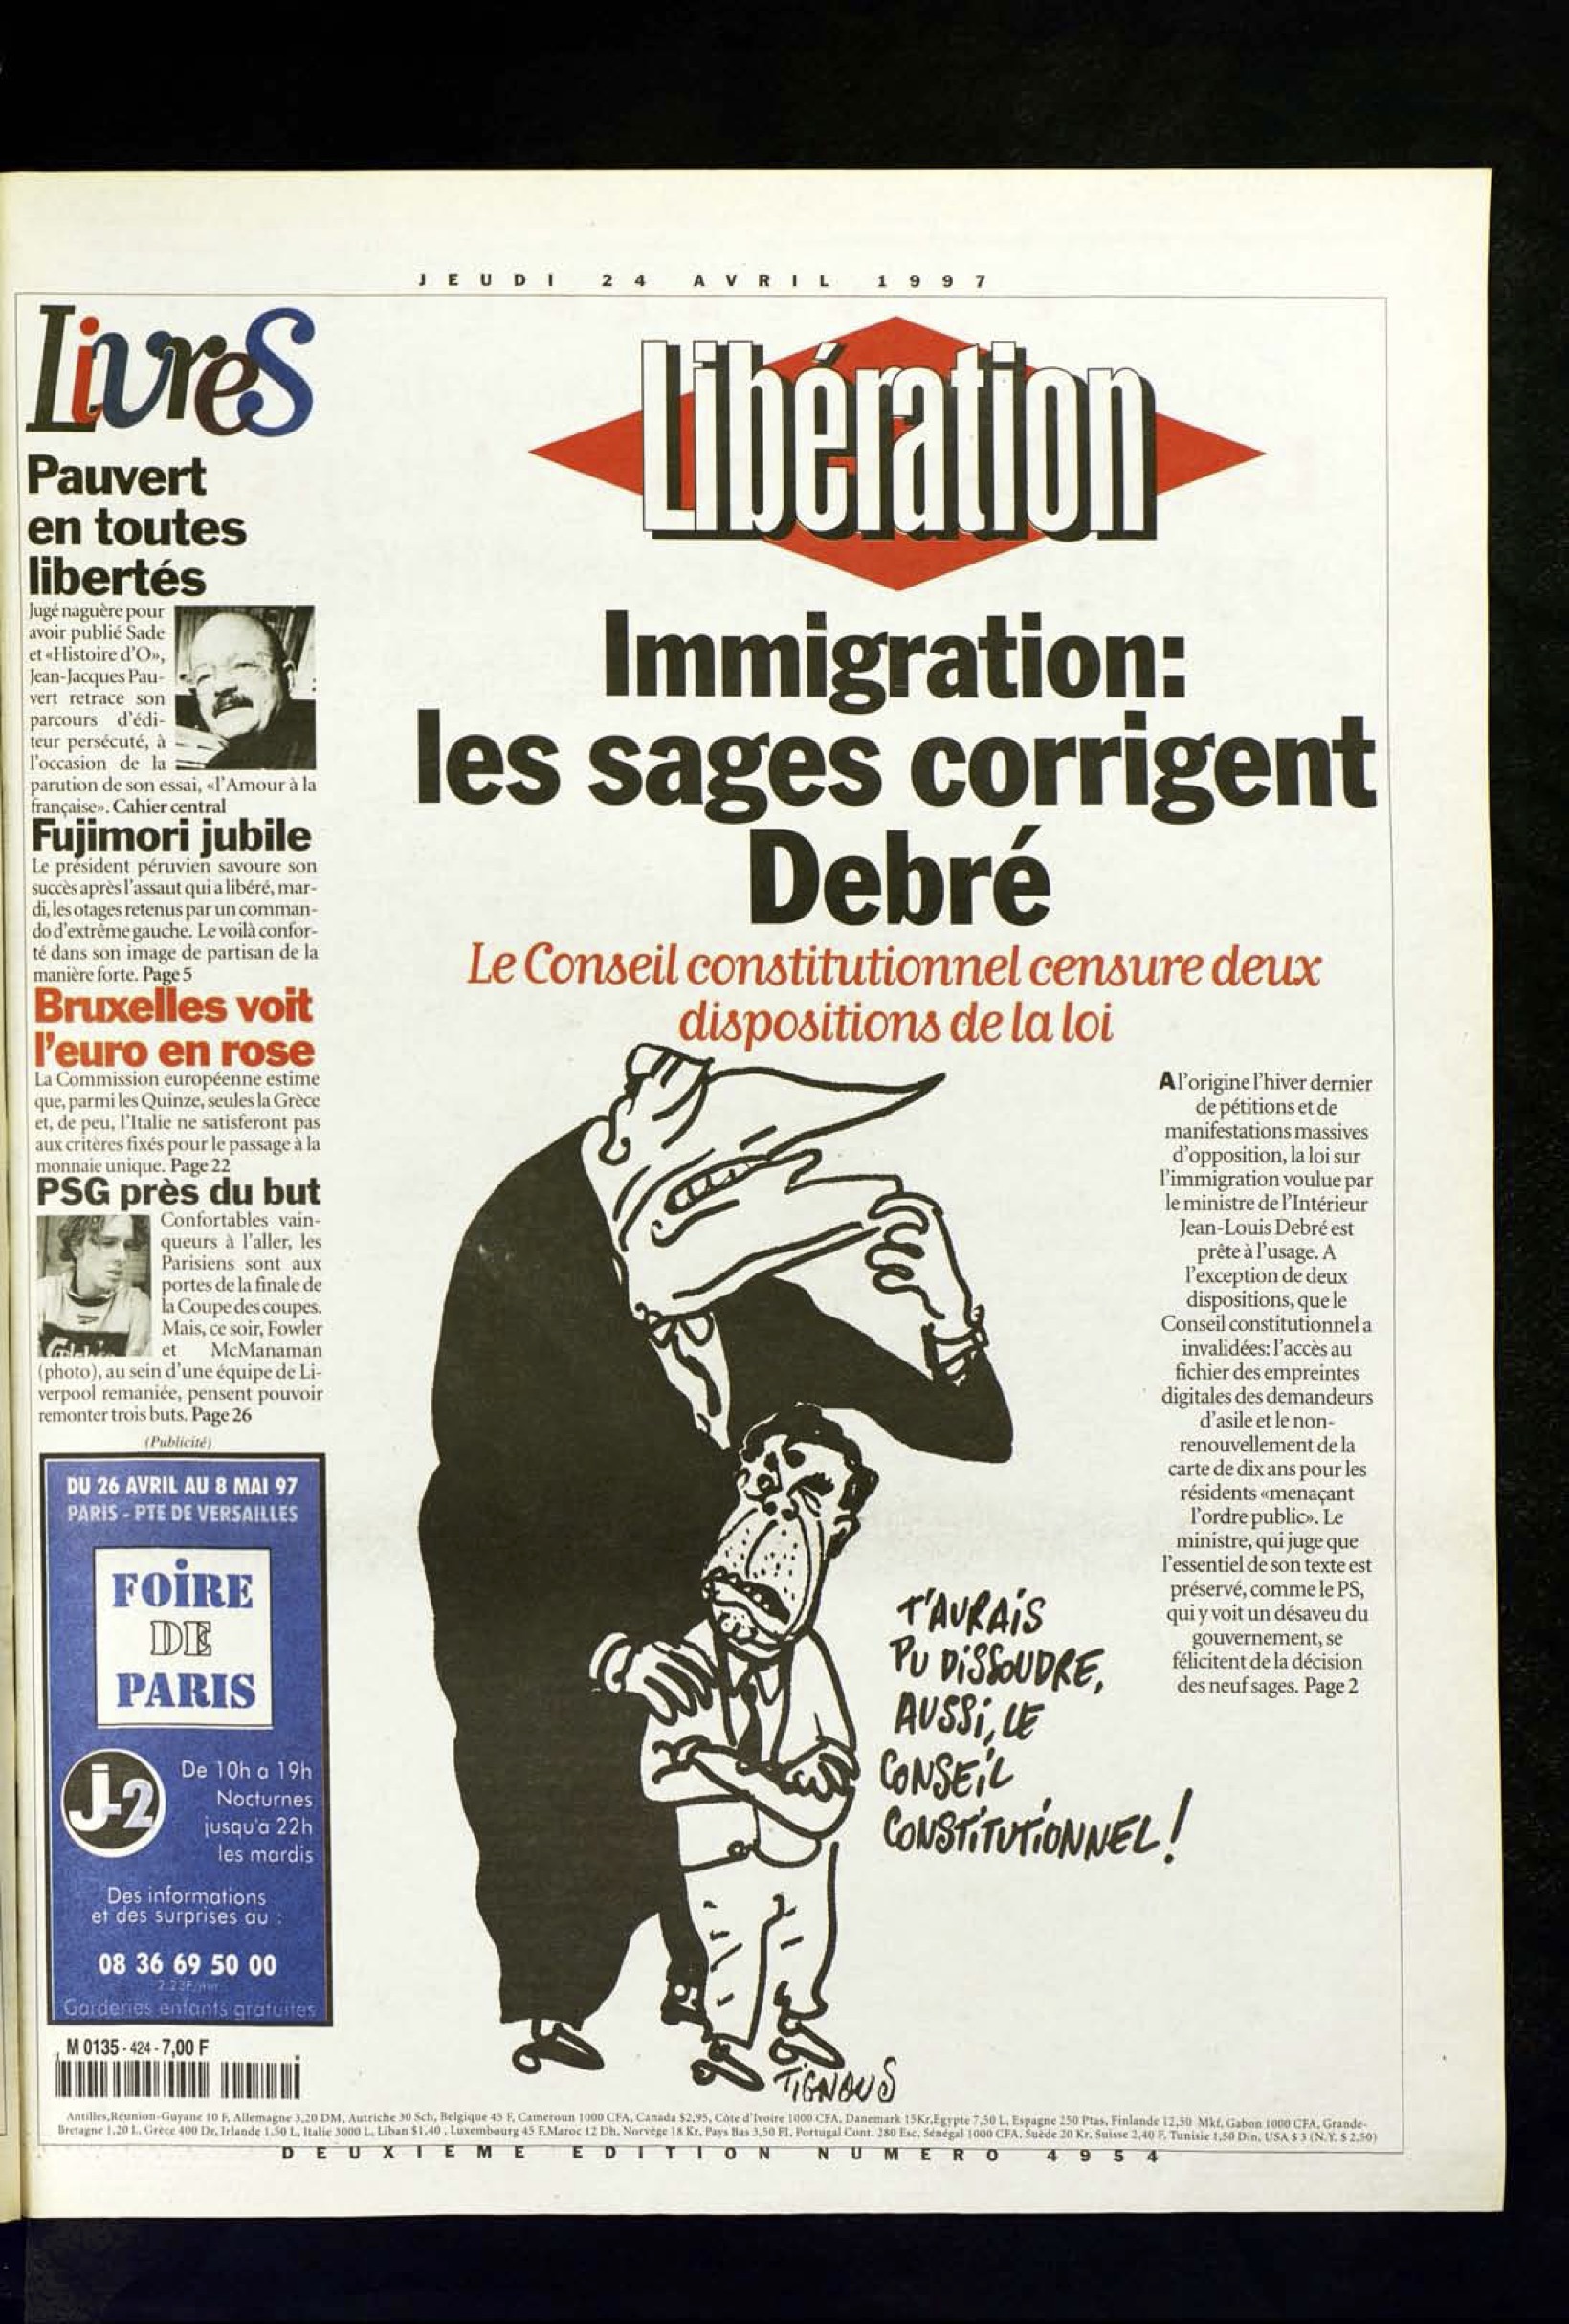 JEUDI 24 AVRIL 1997
Livres
Pauvert
en toutes
libertés
Jugé naguère pour
avoir publié Sade
et «Histoire d'O»,
Jean-Jacques Pau-
vert retrace son
parcours d'édi-
teur persécuté, à
l'occasion de la
parution de son essai, «l'Amour à la
française». Cahier central
Fujimori jubile
Le président péruvien savoure son
succès après l'assaut qui a libéré, mar-
di, les otages retenus par un comman-
do d'extrême gauche. Le voilà confor-
té dans son image de partisan de la
manière forte. Page 5
Bruxelles voit
l'euro en rose
La Commission européenne estime
que, parmi les Quinze, seules la Grèce
et, de peu, l'Italie ne satisferont pas
aux critères fixés pour le passage à la
monnaie unique. Page 22
PSG près du but
Confortables vain-
queurs à l'aller, les
Parisiens sont aux
portes de la finale de
la Coupe des coupes.
Mais, ce soir, Fowler
et McManaman
(photo), au sein d'une équipe de Li-
verpool remaniée, pensent pouvoir
remonter trois buts. Page 26
(Publicité)
DU 26 AVRIL AU 8 MAI 97
PARIS - PTE DE VERSAILLES
FOIRE
DE
PARIS
J-2
De 10h a 19h
Nocturnes
jusqu'a 22h
les mardis
Des informations
et des surprises au :
08 36 69 50 00
2.23F/mn
Garderies enfants gratuites
M 0135 - 424 - 7,00 F
Libération
Immigration:
les sages corrigent
Debré
Le Conseil constitutionnel censure deux
dispositions de la loi
A l'origine l'hiver dernier
de pétitions et de
manifestations massives
d'opposition, la loi sur
l'immigration voulue par
le ministre de l'Intérieur
Jean-Louis Debré est
prête à l'usage. A
l'exception de deux
dispositions, que le
Conseil constitutionnel a
invalidées: l'accès au
fichier des empreintes
digitales des demandeurs
d'asile et le non-
renouvellement de la
carte de dix ans pour les
résidents «menaçant
l'ordre public». Le
ministre, qui juge que
l'essentiel de son texte est
préservé, comme le PS,
qui y voit un désaveu du
gouvernement, se
félicitent de la décision
des neuf sages. Page 2
T'AURAIS
PU DISSOUDRE,
AUSSI, LE
CONSEIL
CONSTITUTIONNEL!
TIGNOUS
Antilles,Réunion-Guyane 10 F, Allemagne 3,20 DM, Autriche 30 Sch, Belgique 45 F, Cameroun 1000 CFA, Canada $2,95, Côte d'Ivoire 1000 CFA, Danemark 15Kr,Egypte 7,50 L, Espagne 250 Ptas, Finlande 12,50 Mkf, Gabon 1000 CFA, Grande-
Bretagne 1,20 L, Grèce 400 Dr, Irlande 1,50 L, Italie 3000 L, Liban $1.40 , Luxembourg 45 F,Maroc 12 Dh, Norvège 18 Kr, Pays Bas 3,50 Fl, Portugal Cont. 280 Esc, Sénégal 1000 CFA, Suède 20 Kr, Suisse 2,40 F, Tunisie 1,50 Din, USA $ 3 (N.Y. $ 2,50)
DEUXIEME EDITION NUMERO 4954